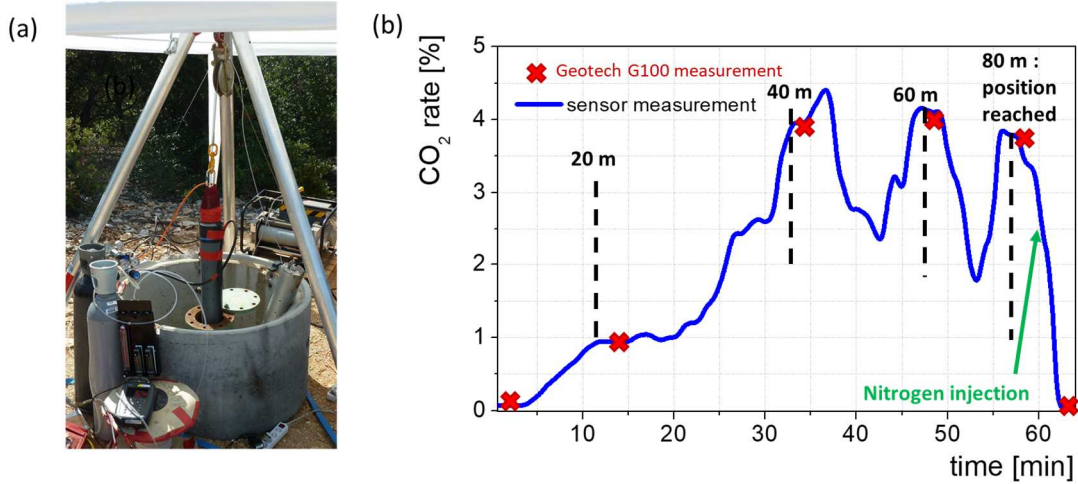 (a)
(b)
(b)
5
4
3
2
1
0
CO2 rate [%]
Geotech G100 measurement
sensor measurement
20 m
40 m
60 m
80 m :
position
reached
Nitrogen injection
10
20
30
40
50
60
time [min]